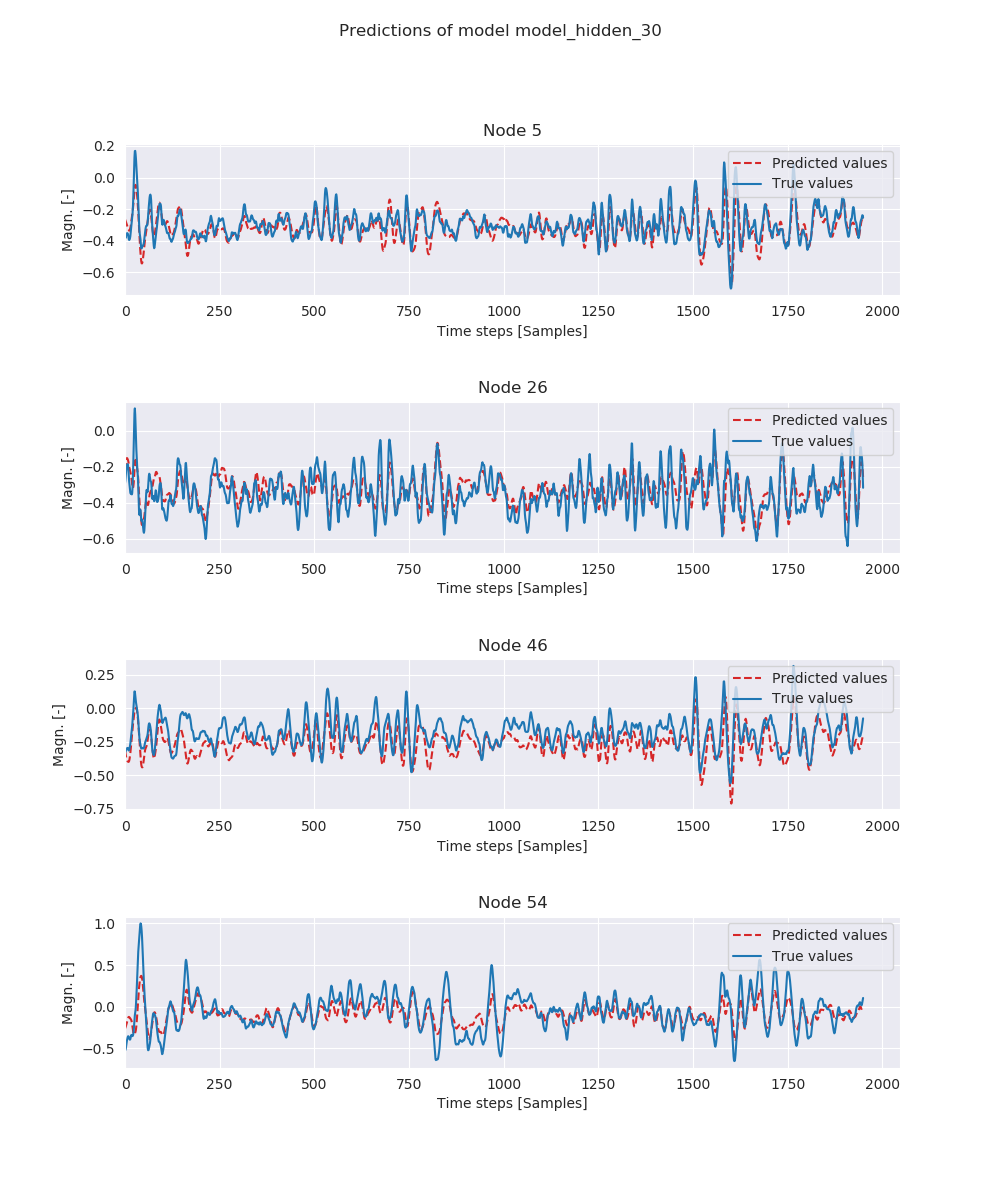 Predictions of model model_hidden_30
Node 5
0.2
0.0
−0.2
−0.4
−0.6
Magn. [-]
Predicted values
True values
0 250 500 750 1000 1250 1500 1750 2000
Time steps [Samples]
Node 26
0.0
−0.2
−0.4
−0.6
Magn. [-]
Predicted values
True values
0 250 500 750 1000 1250 1500 1750 2000
Time steps [Samples]
Node 46
0.25
0.00
−0.25
−0.50
−0.75
Magn. [-]
Predicted values
True values
0 250 500 750 1000 1250 1500 1750 2000
Time steps [Samples]
Node 54
1.0
0.5
0.0
−0.5
Magn. [-]
Predicted values
True values
0 250 500 750 1000 1250 1500 1750 2000
Time steps [Samples]